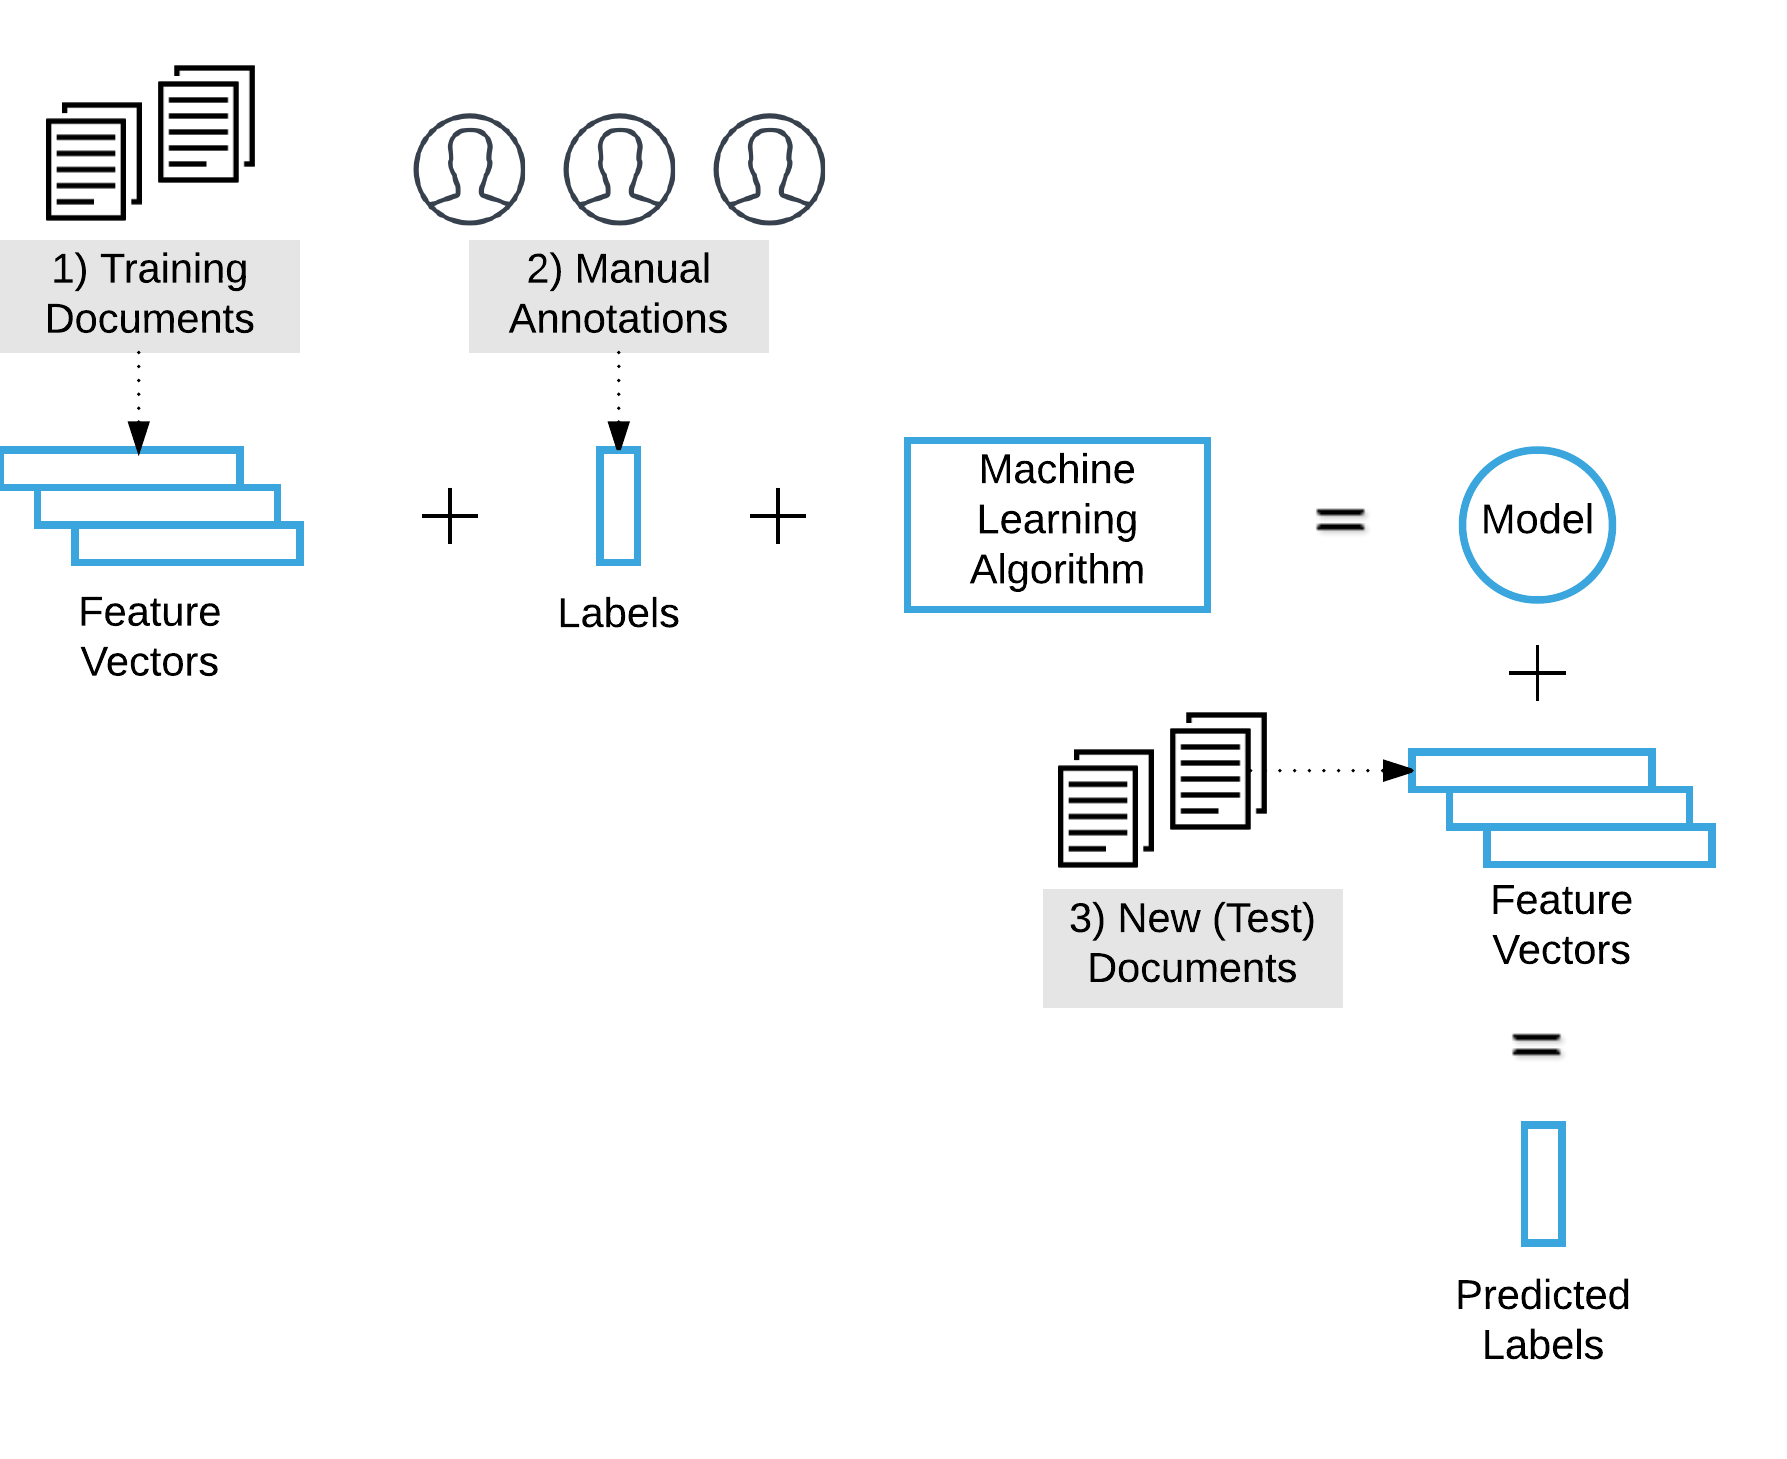 1) Training
Documents
2) Manual
Annotations
Feature
Vectors
+
Labels
+
Machine
Learning
Algorithm
=
Model
+
3) New (Test)
Documents
Feature
Vectors
=
Predicted
Labels